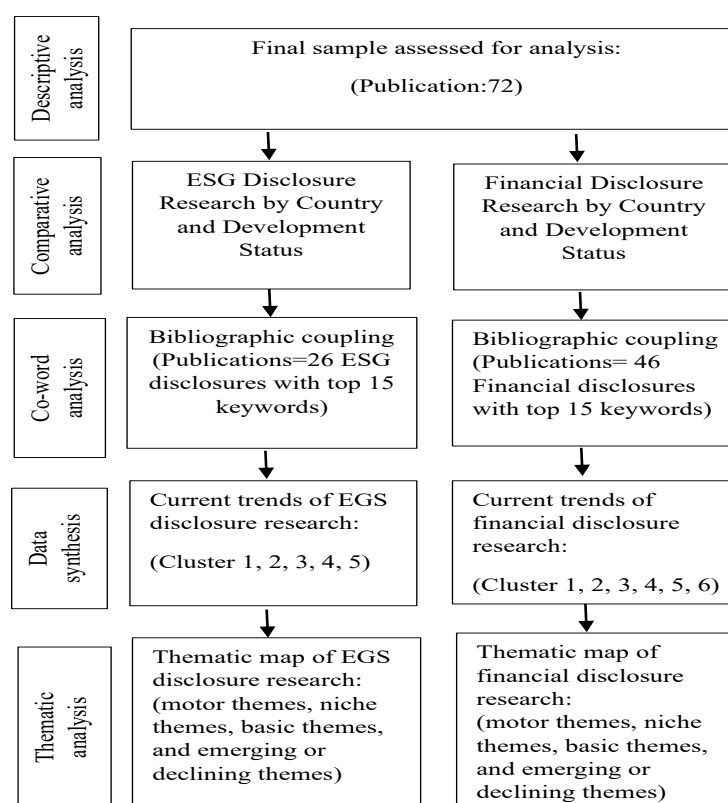 Descriptive
analysis
Final sample assessed for analysis:
(Publication:72)
Comparative
analysis
ESG Disclosure
Research by Country
and Development
Status
Financial Disclosure
Research by Country
and Development
Status
Co-word
analysis
Bibliographic coupling
(Publications=26 ESG
disclosures with top 15
keywords)
Bibliographic coupling
(Publications= 46
Financial disclosures
with top 15 keywords)
Data
synthesis
Current trends of EGS
disclosure research:
(Cluster 1, 2, 3, 4, 5)
Current trends of
financial disclosure
research:
(Cluster 1, 2, 3, 4, 5, 6)
Thematic
analysis
Thematic map of EGS
disclosure research:
(motor themes, niche
themes, basic themes,
and emerging or
declining themes)
Thematic map of
financial disclosure
research:
(motor themes, niche
themes, basic themes,
and emerging or
declining themes)